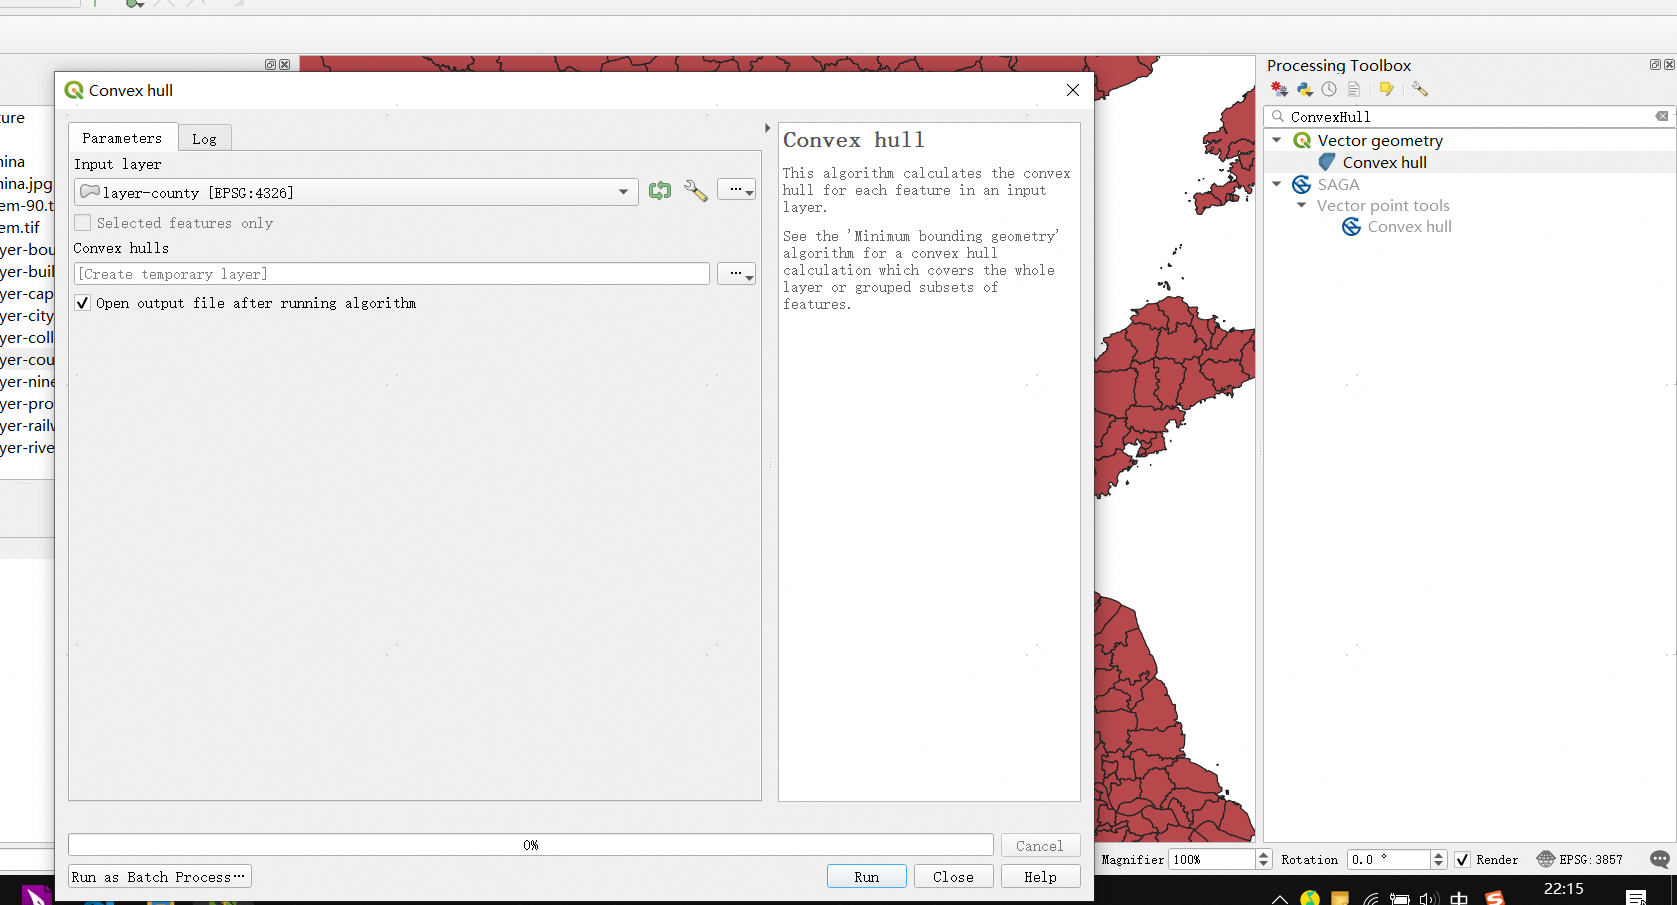 Convex hull
Parameters
Log
Input layer
layer-county [EPSG:4326]
Selected features only
Convex hulls
[Create temporary layer]
Open output file after running algorithm
Convex hull
This algorithm calculates the convex
hull for each feature in an input
layer.
See the 'Minimum bounding geometry'
algorithm for a convex hull
calculation which covers the whole
layer or grouped subsets of
features.
0%
Cancel
Run as Batch Process…
Run
Close
Help
ture
hina
hina.jpg
em-90.t
em.tif
yer-bou
yer-buil
yer-cap
yer-city
yer-coll
yer-cou
yer-nine
yer-pro
yer-railw
yer-rive
Processing Toolbox
ConvexHull
Vector geometry
Convex hull
SAGA
Vector point tools
Convex hull
Magnifier 100%
Rotation 0.0 °
Render
EPSG:3857
中
22:15